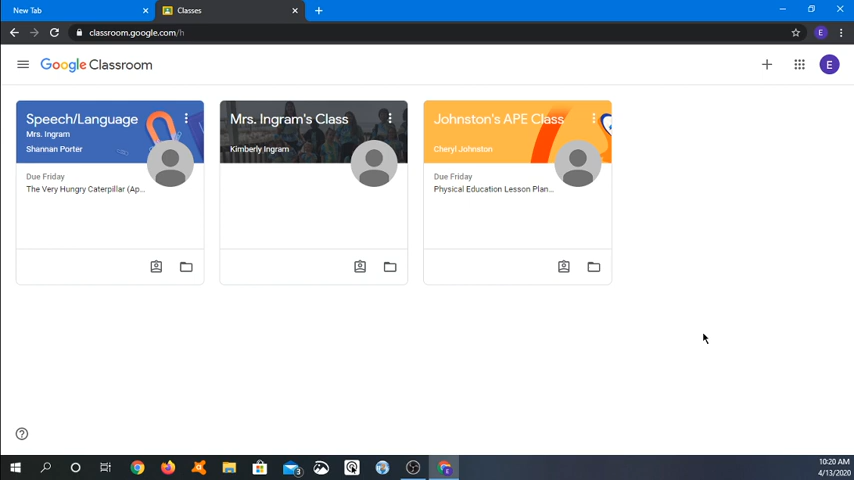 New Tab
Classes
classroom.google.com/h
E
Google Classroom
E
Speech/Language
Mrs. Ingram
Shannan Porter
Due Friday
The Very Hungry Caterpillar (Ap...
Mrs. Ingram's Class
Kimberly Ingram
Johnston's APE Class
Cheryl Johnston
Due Friday
Physical Education Lesson Plan...
3
10:20 AM
4/13/2020